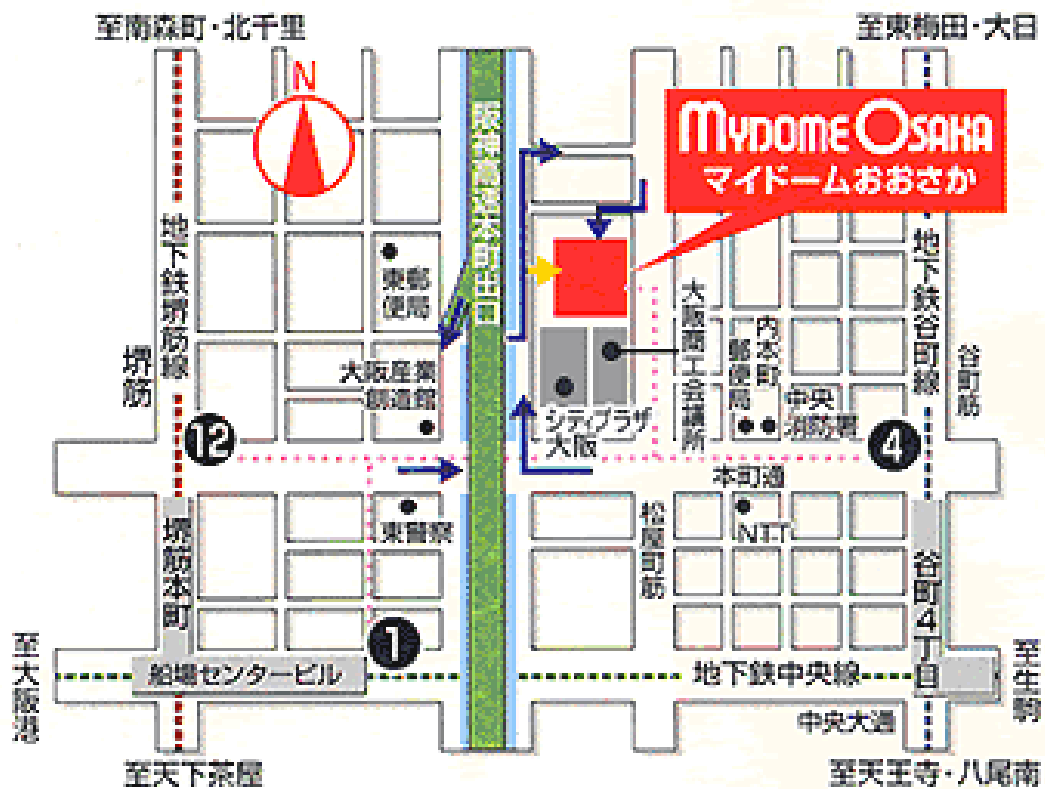 至南森町・北千里
至東梅田・大日
N
MYDOME OSAKA
マイドームおおさか
阪神高速本町出口
地下鉄堺筋線
地下鉄谷町線
東郵
便局
大阪商工会議所
内本町
郵便局
堺筋
谷町筋
大阪産業
創造館
シティプラザ
大阪
中央
消防署
12
4
本町通
東警察
松屋町筋
NTT
堺筋本町
谷町4丁目
1
至大阪港
船場センタービル
地下鉄中央線
至生駒
中央大通
至天下茶屋
至天王寺・八尾南